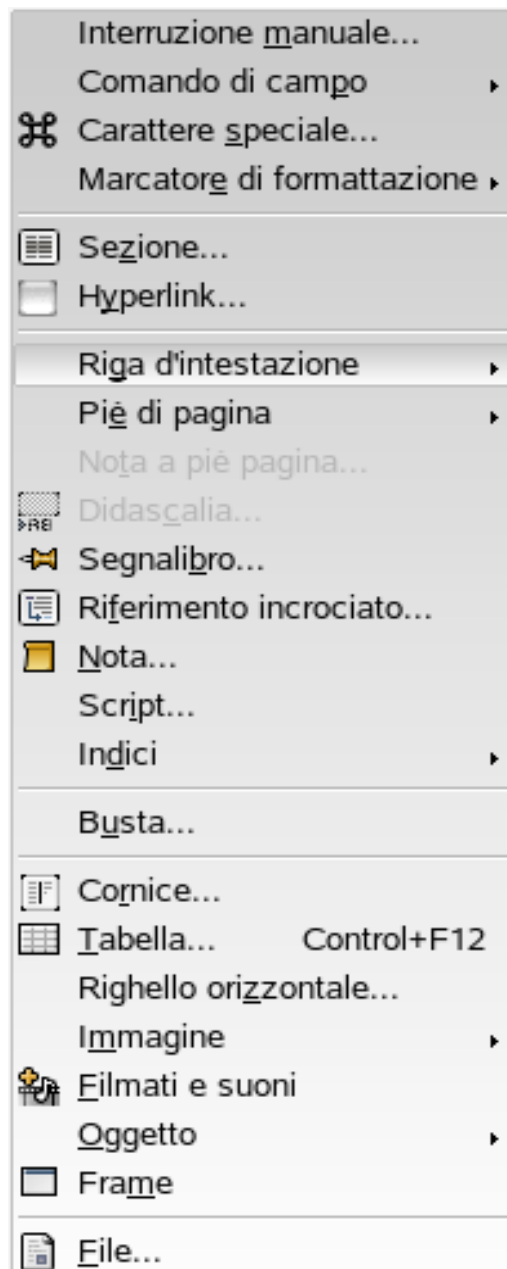 Interruzione manuale...
Comando di campo
Carattere speciale...
Marcatore di formattazione
Sezione...
Hyperlink...
Riga d'intestazione
Piè di pagina
Nota a piè pagina...
Didascalia...
Segnalibro...
Riferimento incrociato...
Nota...
Script...
Indici
Busta...
Cornice...
Tabella... Control+F12
Righello orizzontale...
Immagine
Filmati e suoni
Oggetto
Frame
File...